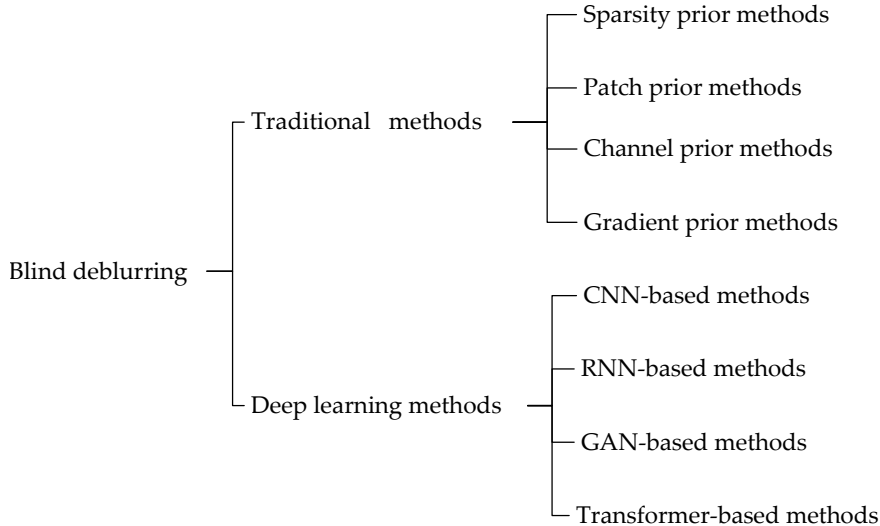 Blind deblurring
Traditional methods
Sparsity prior methods
Patch prior methods
Channel prior methods
Gradient prior methods
Deep learning methods
CNN-based methods
RNN-based methods
GAN-based methods
Transformer-based methods